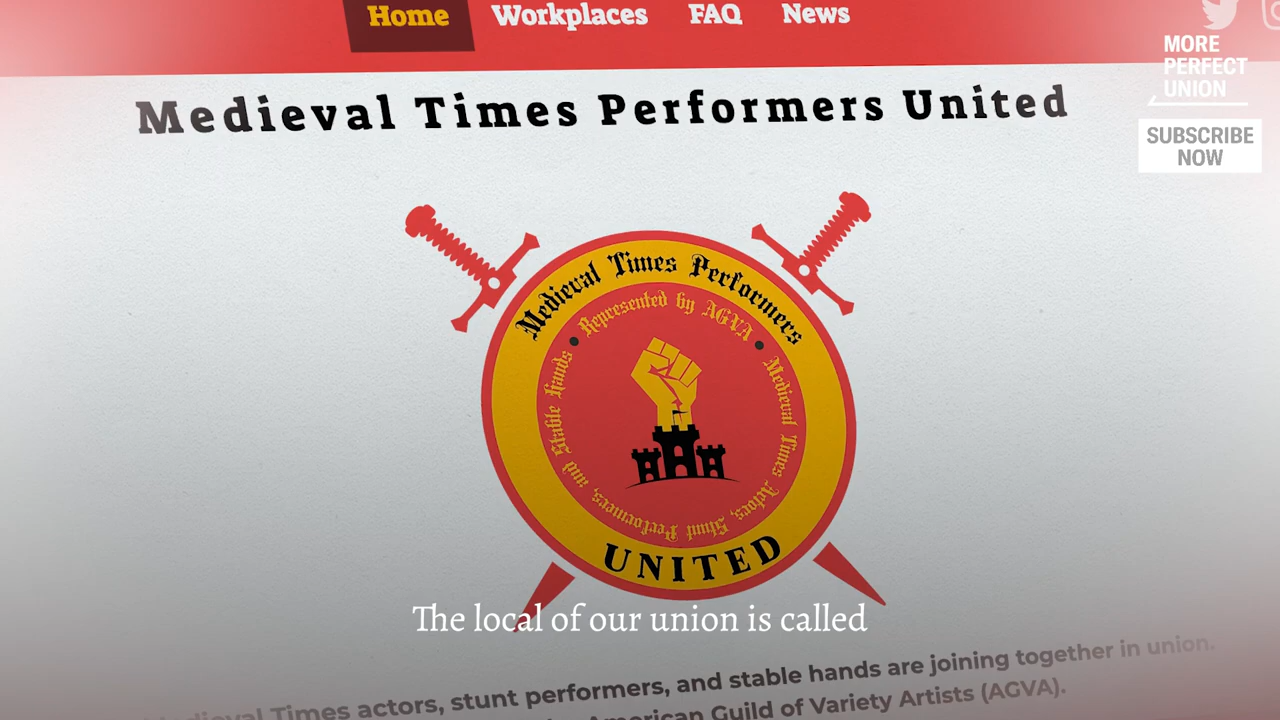 Home Workplaces FAQ News
MORE
PERFECT
UNION
SUBSCRIBE
NOW
Medieval Times Performers United
Medieval Times Performers
Represented by AGVA
Medieval Times Actors, Stunt Performers, and Stable Hands
UNITED
The local of our union is called
Medieval Times actors, stunt performers, and stable hands are joining together in union.
American Guild of Variety Artists (AGVA).